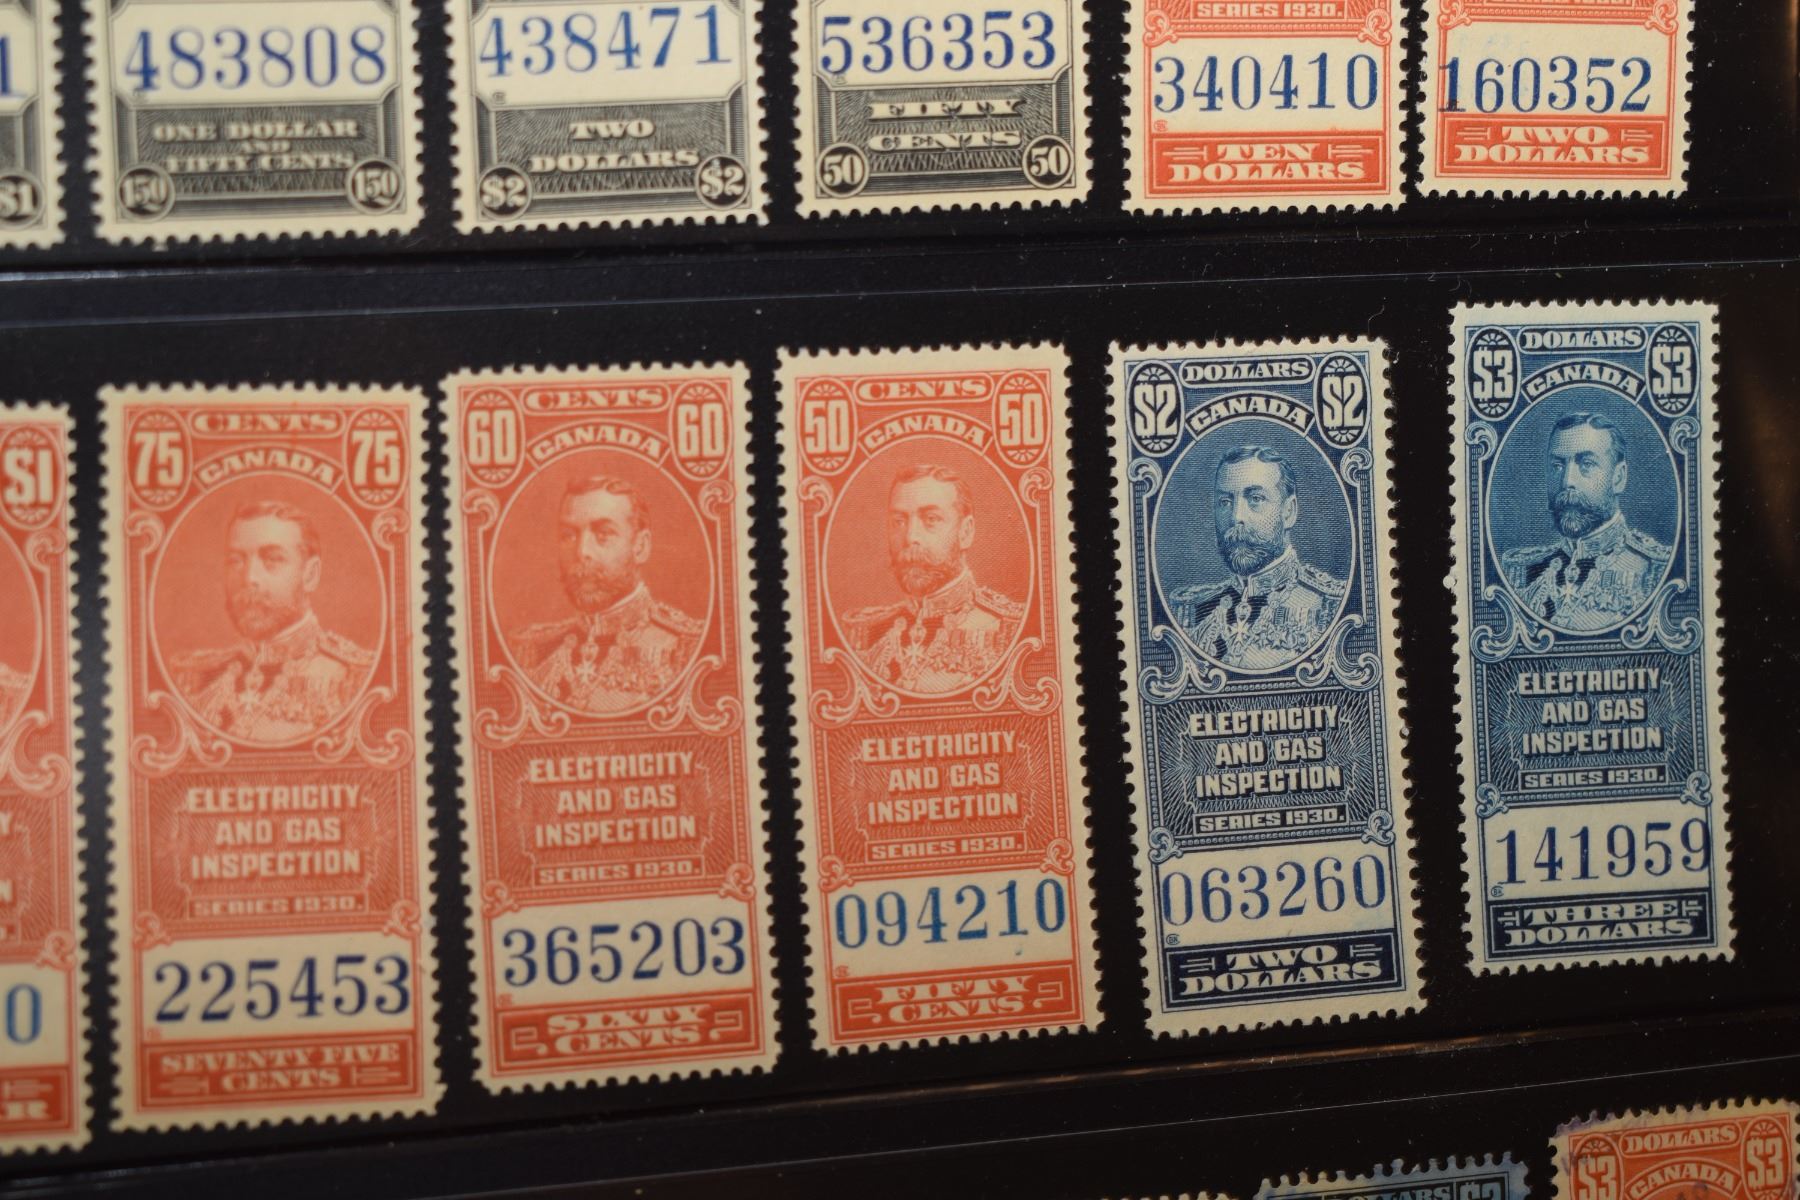 1
$1
483808
ONE DOLLAR
AND
FIFTY CENTS
150 150
438471
TWO
DOLLARS
$2 $2
536353
FIFTY
CENTS
50 50
SERIES 1930.
340410
TEN
DOLLARS
160352
TWO
DOLLARS
$1
0
75 CENTS 75
CANADA
ELECTRICITY
AND GAS
INSPECTION
SERIES 1930.
225453
SEVENTY FIVE
CENTS
60 CENTS 60
CANADA
ELECTRICITY
AND GAS
INSPECTION
SERIES 1930.
365203
SIXTY
CENTS
50 CENTS 50
CANADA
ELECTRICITY
AND GAS
INSPECTION
SERIES 1930.
094210
FIFTY
CENTS
$2 DOLLARS $2
CANADA
ELECTRICITY
AND GAS
INSPECTION
SERIES 1930.
063260
TWO
DOLLARS
$3 DOLLARS $3
CANADA
ELECTRICITY
AND GAS
INSPECTION
SERIES 1930.
141959
THREE
DOLLARS
$3 DOLLARS $3
CANADA